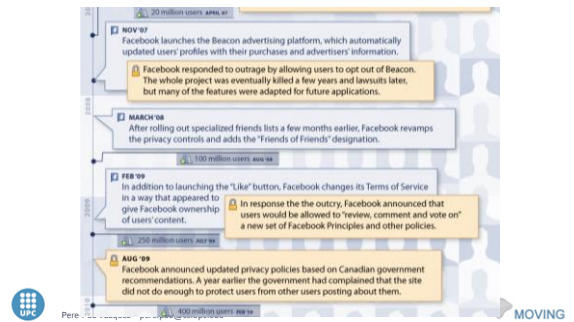 20 million users APRIL 07
NOV '07
Facebook launches the Beacon advertising platform, which automatically
updated users' profiles with their purchases and advertisers' information.
Facebook responded to outrage by allowing users to opt out of Beacon.
The whole project was eventually killed a few years and lawsuits later,
but many of the features were adapted for future applications.
2008
MARCH '08
After rolling out specialized friends lists a few months earlier, Facebook revamps
the privacy controls and adds the "Friends of Friends" designation.
100 million users AUG '08
FEB '09
In addition to launching the "Like" button, Facebook changes its Terms of Service
in a way that appeared to
give Facebook ownership
of users' content.
In response the the outcry, Facebook announced that
users would be allowed to "review, comment and vote on"
a new set of Facebook Principles and other policies.
2009
250 million users JULY '09
AUG '09
Facebook announced updated privacy policies based on Canadian government
recommendations. A year earlier the government had complained that the site
did not do enough to protect users from other users posting about them.
400 million users FEB '10
UPC
Pere
MOVING